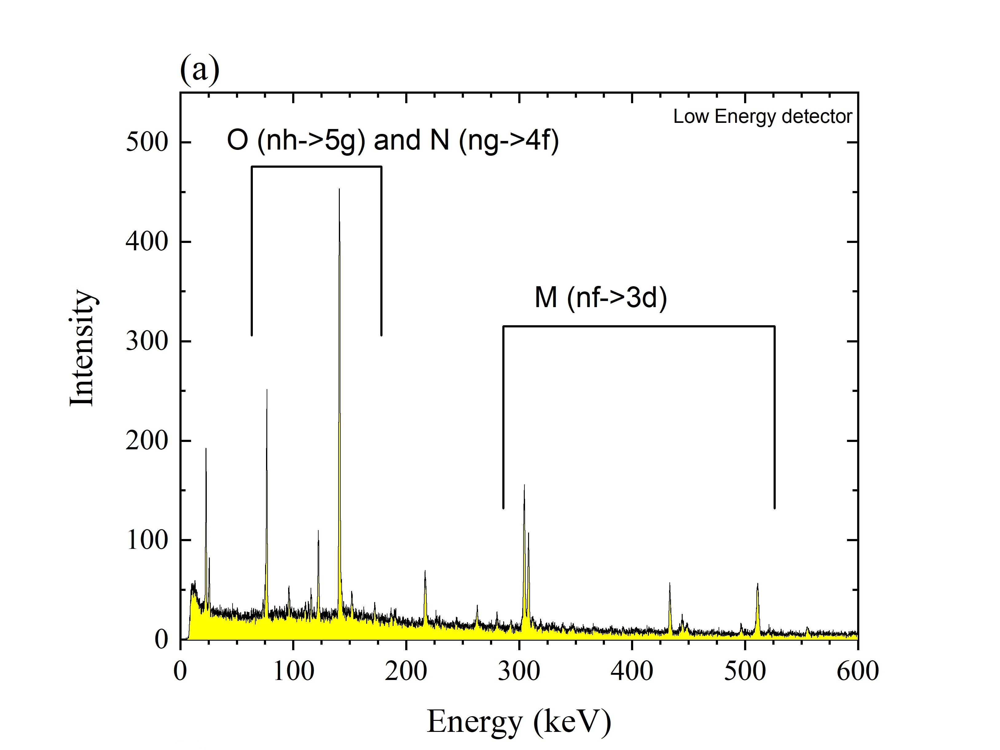 (a)
Low Energy detector
O (nh->5g) and N (ng->4f)
M (nf->3d)
Intensity
500
400
300
200
100
0
0 100 200 300 400 500 600
Energy (keV)